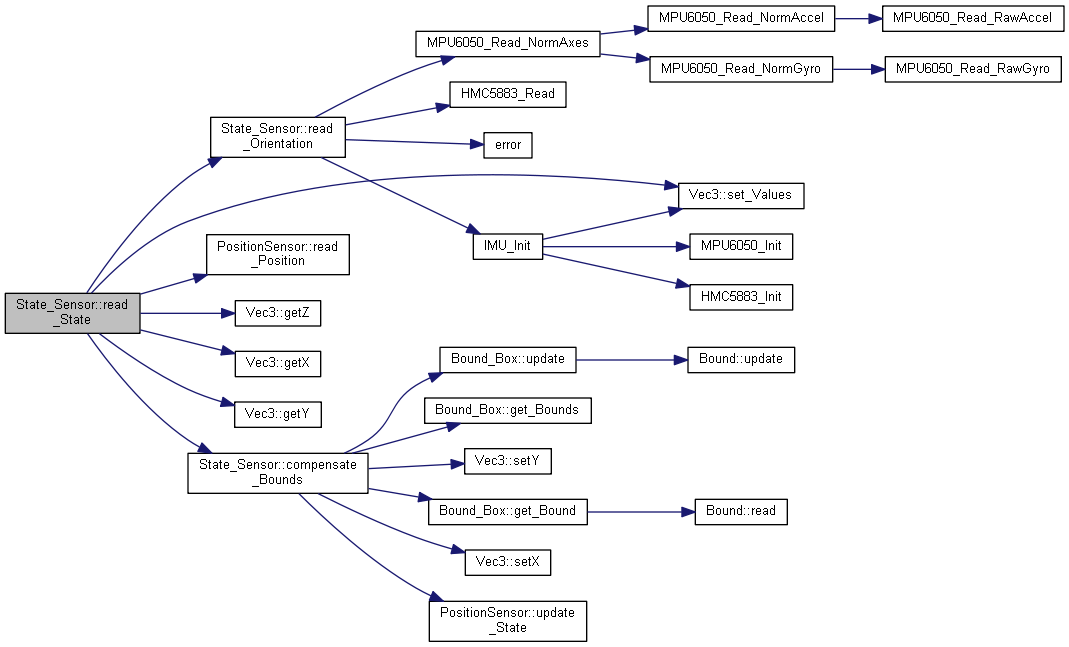 MPU6050_Read_NormAccel
MPU6050_Read_RawAccel
MPU6050_Read_NormAxes
MPU6050_Read_NormGyro
MPU6050_Read_RawGyro
HMC5883_Read
State_Sensor::read
_Orientation
error
Vec3::set_Values
IMU_Init
MPU6050_Init
PositionSensor::read
_Position
HMC5883_Init
State_Sensor::read
_State
Vec3::getZ
Vec3::getX
Bound_Box::update
Bound::update
Vec3::getY
Bound_Box::get_Bounds
State_Sensor::compensate
_Bounds
Vec3::setY
Bound_Box::get_Bound
Bound::read
Vec3::setX
PositionSensor::update
_State